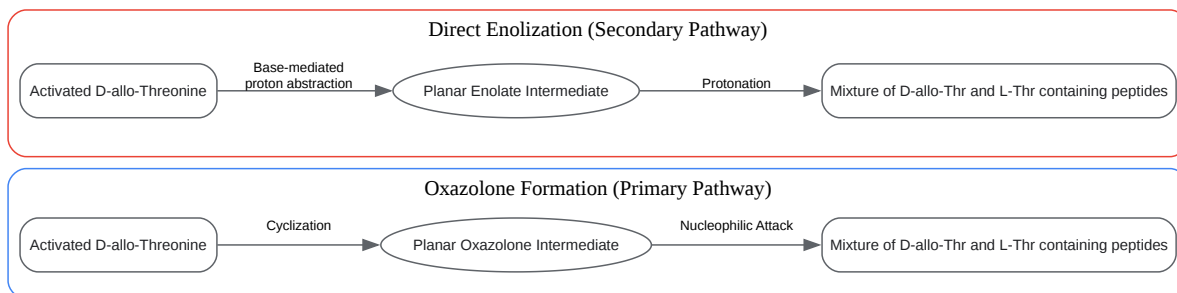 Direct Enolization (Secondary Pathway)
Activated D-allo-Threonine
Base-mediated
proton abstraction
Planar Enolate Intermediate
Protonation
Mixture of D-allo-Thr and L-Thr containing peptides
Oxazolone Formation (Primary Pathway)
Activated D-allo-Threonine
Cyclization
Planar Oxazolone Intermediate
Nucleophilic Attack
Mixture of D-allo-Thr and L-Thr containing peptides